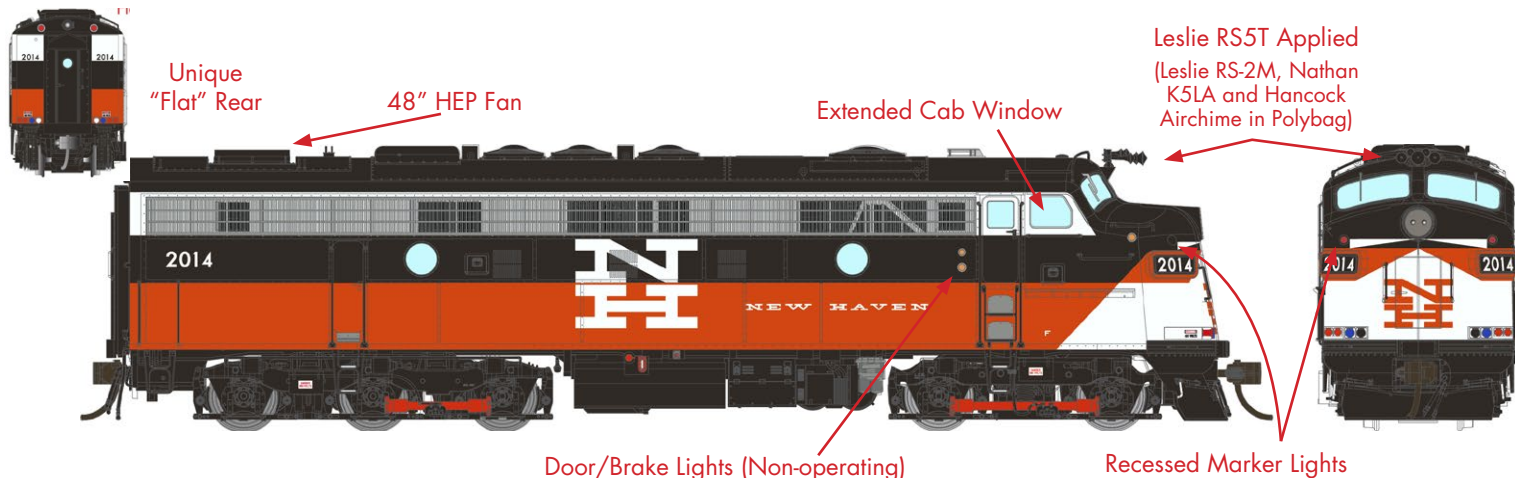 2014
2014
Unique
“Flat” Rear
48” HEP Fan
Extended Cab Window
Leslie RS5T Applied
(Leslie RS-2M, Nathan
K5LA and Hancock
Airchime in Polybag)
2014
NH
NEW HAVEN
F
2014
2014
2014
NH
Door/Brake Lights (Non-operating)
Recessed Marker Lights